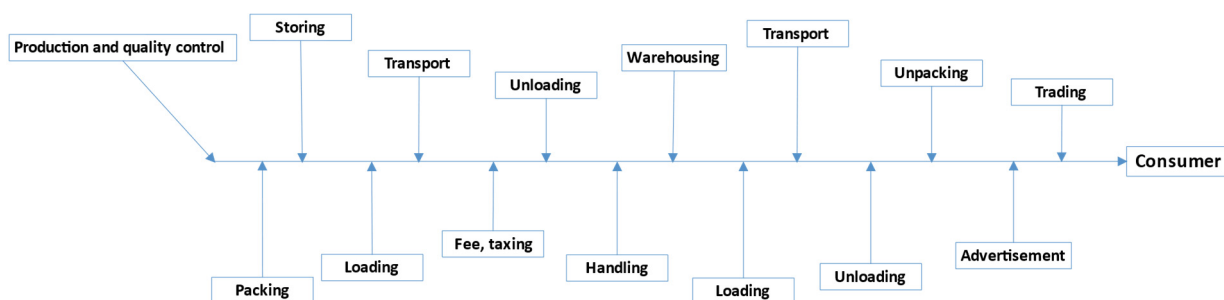 Production and quality control
Storing
Transport
Unloading
Warehousing
Transport
Unpacking
Trading
Consumer
Packing
Loading
Fee, taxing
Handling
Loading
Unloading
Advertisement